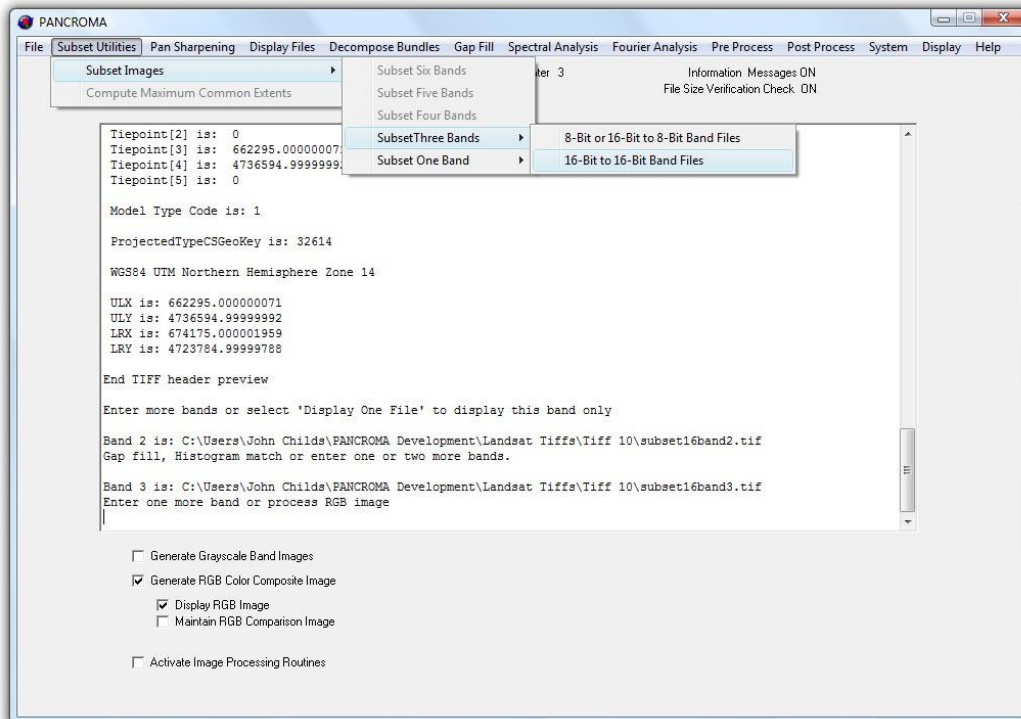 PANCROMA
File Subset Utilities Pan Sharpening Display Files Decompose Bundles Gap Fill Spectral Analysis Fourier Analysis Pre Process Post Process System Display Help
Subset Images
Compute Maximum Common Extents
Subset Six Bands
Subset Five Bands
Subset Four Bands
SubsetThree Bands
Subset One Band
8-Bit or 16-Bit to 8-Bit Band Files
16-Bit to 16-Bit Band Files
3
Information Messages ON
File Size Verification Check ON
Tiepoint[2] is: 0
Tiepoint[3] is: 662295.0000007
Tiepoint[4] is: 4736594.9999999
Tiepoint[5] is: 0
Model Type Code is: 1
ProjectedTypeCSGeoKey is: 32614
WGS84 UTM Northern Hemisphere Zone 14
ULX is: 662295.000000071
ULY is: 4736594.99999992
LRX is: 674175.000001959
LRY is: 4723784.99999788
End TIFF header preview
Enter more bands or select 'Display One File' to display this band only
Band 2 is: C:\Users\John Childs\PANCROMA Development\Landsat Tiffs\Tiff 10\subset16band2.tif
Gap fill, Histogram match or enter one or two more bands.
Band 3 is: C:\Users\John Childs\PANCROMA Development\Landsat Tiffs\Tiff 10\subset16band3.tif
Enter one more band or process RGB image
Generate Grayscale Band Images
Generate RGB Color Composite Image
Display RGB Image
Maintain RGB Comparison Image
Activate Image Processing Routines